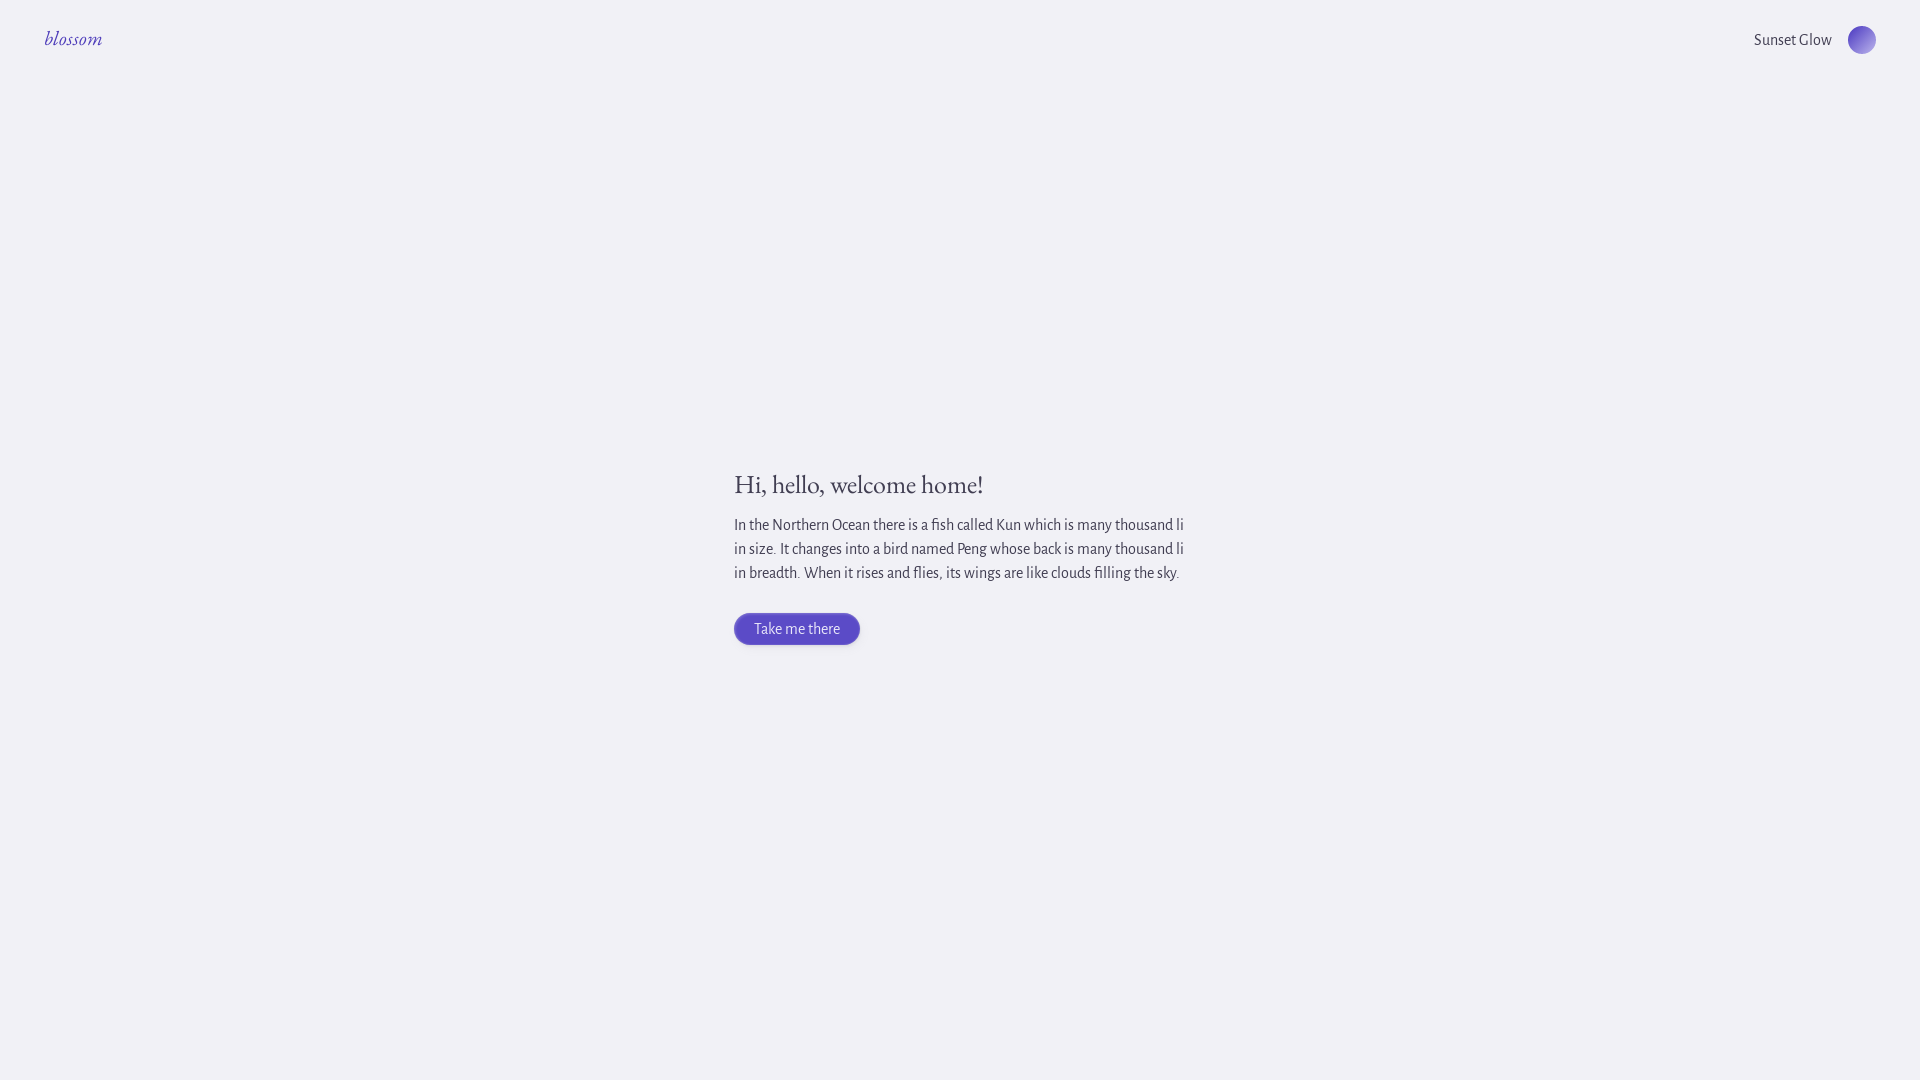 blossom
Sunset Glow
Hi, hello, welcome home!
In the Northern Ocean there is a fish called Kun which is many thousand li
in size. It changes into a bird named Peng whose back is many thousand li
in breadth. When it rises and flies, its wings are like clouds filling the sky.
Take me there